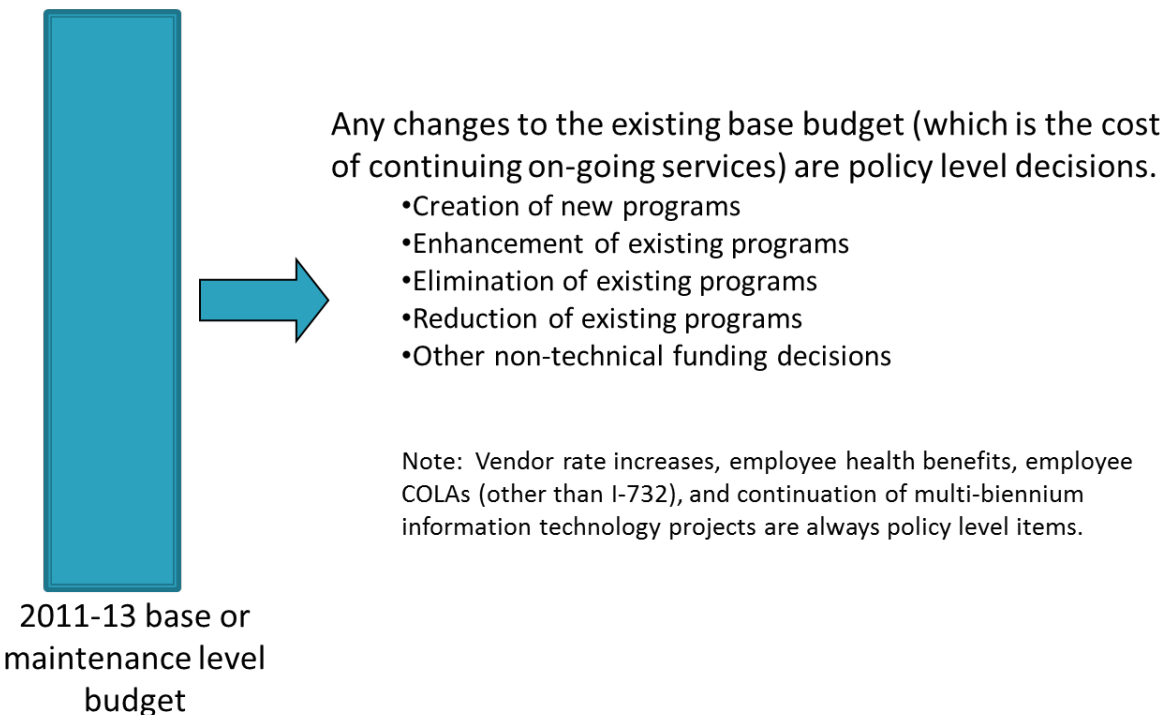 Any changes to the existing base budget (which is the cost
of continuing on-going services) are policy level decisions.
•Creation of new programs
•Enhancement of existing programs
•Elimination of existing programs
•Reduction of existing programs
•Other non-technical funding decisions
Note:  Vendor rate increases, employee health benefits, employee
COLAs (other than I-732), and continuation of multi-biennium
information technology projects are always policy level items.
2011-13 base or
maintenance level
budget